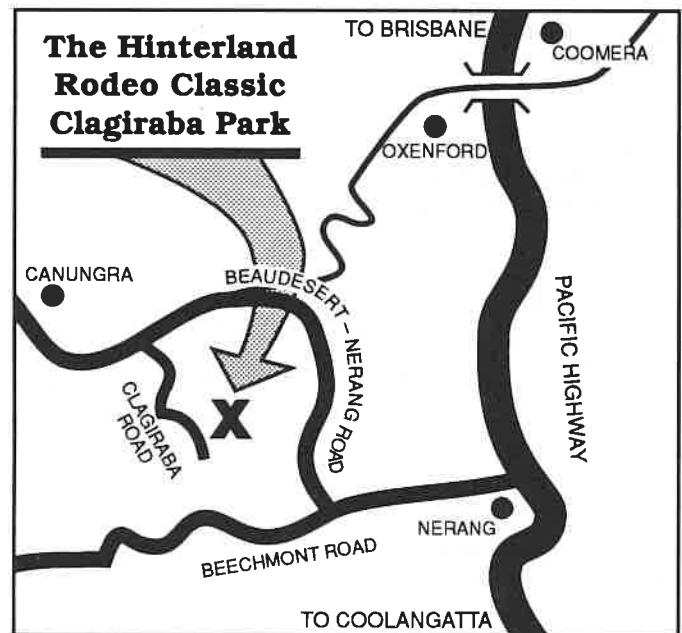 The Hinterland
Rodeo Classic
Clagiraba Park
TO BRISBANE
COOMERA
OXENFORD
CANUNGRA
BEAUDESERT – NERANG ROAD
PACIFIC HIGHWAY
CLAGIRABA
ROAD
X
NERANG
BEECHMONT ROAD
TO COOLANGATTA